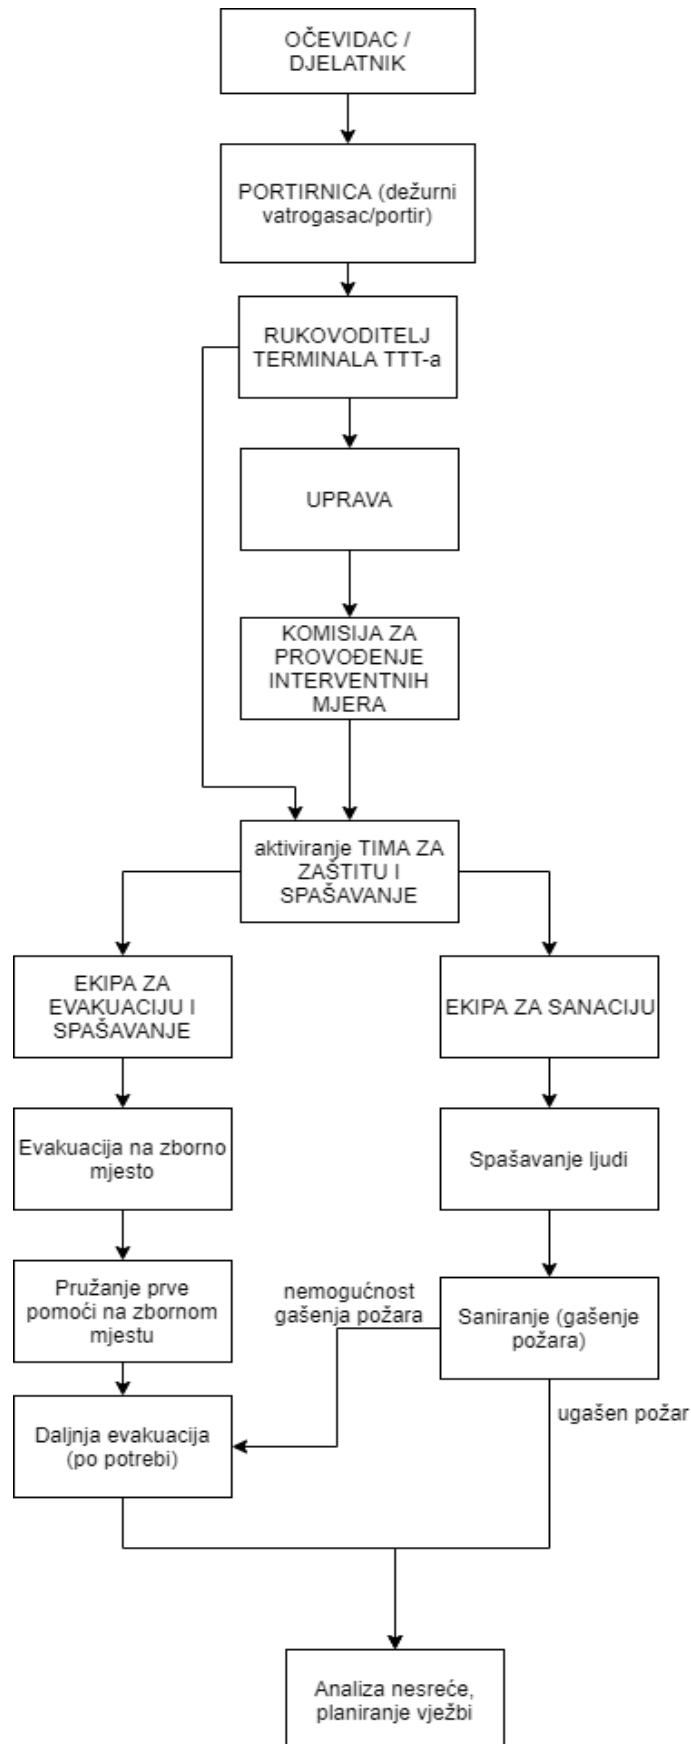 OČEVIDAC /
DJELATNIK
PORTIRNICA (dežurni
vatrogasac/portir)
RUKOVODITELJ
TERMINALA TTT-a
UPRAVA
KOMISIJA ZA
PROVOĐENJE
INTERVENTNIH
MJERA
aktiviranje TIMA ZA
ZAŠTITU I
SPAŠAVANJE
EKIPA ZA
EVAKUACIJU I
SPAŠAVANJE
EKIPA ZA SANACIJU
Evakuacija na zborno
mjesto
Spašavanje ljudi
Pružanje prve
pomoći na zbornom
mjestu
nemogućnost
gašenja požara
Saniranje (gašenje
požara)
Daljnja evakuacija
(po potrebi)
ugašen požar
Analiza nesreće,
planiranje vježbi